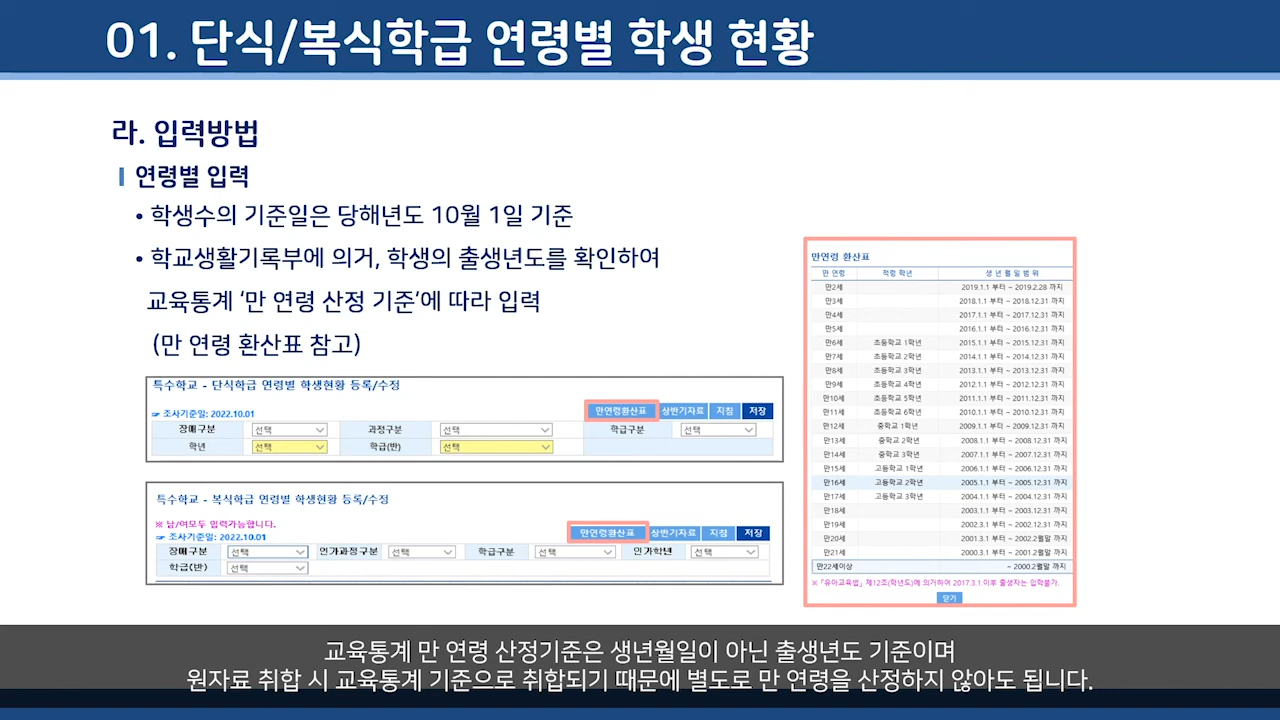 01. 단식/복식학급 연령별 학생 현황
라. 입력방법
연령별 입력
• 학생수의 기준일은 당해년도 10월 1일 기준
• 학교생활기록부에 의거, 학생의 출생년도를 확인하여
교육통계 ‘만 연령 산정 기준’에 따라 입력
(만 연령 환산표 참고)
특수학교 - 단식학급 연령별 학생현황 등록/수정
만연령환산표 상반기자료 지침 저장
☞ 조사기준일: 2022.10.01
장애구분 선택 과정구분 선택 학급구분 선택
학년 선택 학급(반) 선택
특수학교 - 복식학급 연령별 학생현황 등록/수정
※ 남/여모두 입력가능합니다.
만연령환산표 상반기자료 지침 저장
☞ 조사기준일: 2022.10.01
장애구분 선택 인가과정구분 선택 학급구분 선택 인가학년 선택
학급(반) 선택
만연령 환산표
만 연령 적령 학년 생 년 월 일 범 위
만2세 2019.1.1 부터 ~ 2019.2.28 까지
만3세 2018.1.1 부터 ~ 2018.12.31 까지
만4세 2017.1.1 부터 ~ 2017.12.31 까지
만5세 2016.1.1 부터 ~ 2016.12.31 까지
만6세 초등학교 1학년 2015.1.1 부터 ~ 2015.12.31 까지
만7세 초등학교 2학년 2014.1.1 부터 ~ 2014.12.31 까지
만8세 초등학교 3학년 2013.1.1 부터 ~ 2013.12.31 까지
만9세 초등학교 4학년 2012.1.1 부터 ~ 2012.12.31 까지
만10세 초등학교 5학년 2011.1.1 부터 ~ 2011.12.31 까지
만11세 초등학교 6학년 2010.1.1 부터 ~ 2010.12.31 까지
만12세 중학교 1학년 2009.1.1 부터 ~ 2009.12.31 까지
만13세 중학교 2학년 2008.1.1 부터 ~ 2008.12.31 까지
만14세 중학교 3학년 2007.1.1 부터 ~ 2007.12.31 까지
만15세 고등학교 1학년 2006.1.1 부터 ~ 2006.12.31 까지
만16세 고등학교 2학년 2005.1.1 부터 ~ 2005.12.31 까지
만17세 고등학교 3학년 2004.1.1 부터 ~ 2004.12.31 까지
만18세 2003.1.1 부터 ~ 2003.12.31 까지
만19세 2002.3.1 부터 ~ 2002.12.31 까지
만20세 2001.3.1 부터 ~ 2002.2월말 까지
만21세 2000.3.1 부터 ~ 2001.2월말 까지
만22세이상 ~ 2000.2월말 까지
※「유아교육법」제12조(학년도)에 의거하여 2017.3.1.이후 출생자는 입학불가.
닫기
교육통계 만 연령 산정기준은 생년월일이 아닌 출생년도 기준이며
원자료 취합 시 교육통계 기준으로 취합되기 때문에 별도로 만 연령을 산정하지 않아도 됩니다.